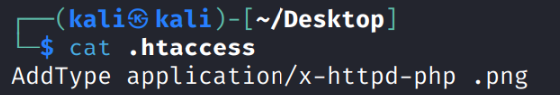 ┌──(kali㉿kali)-[~/Desktop]
└─$ cat .htaccess
AddType application/x-httpd-php .png